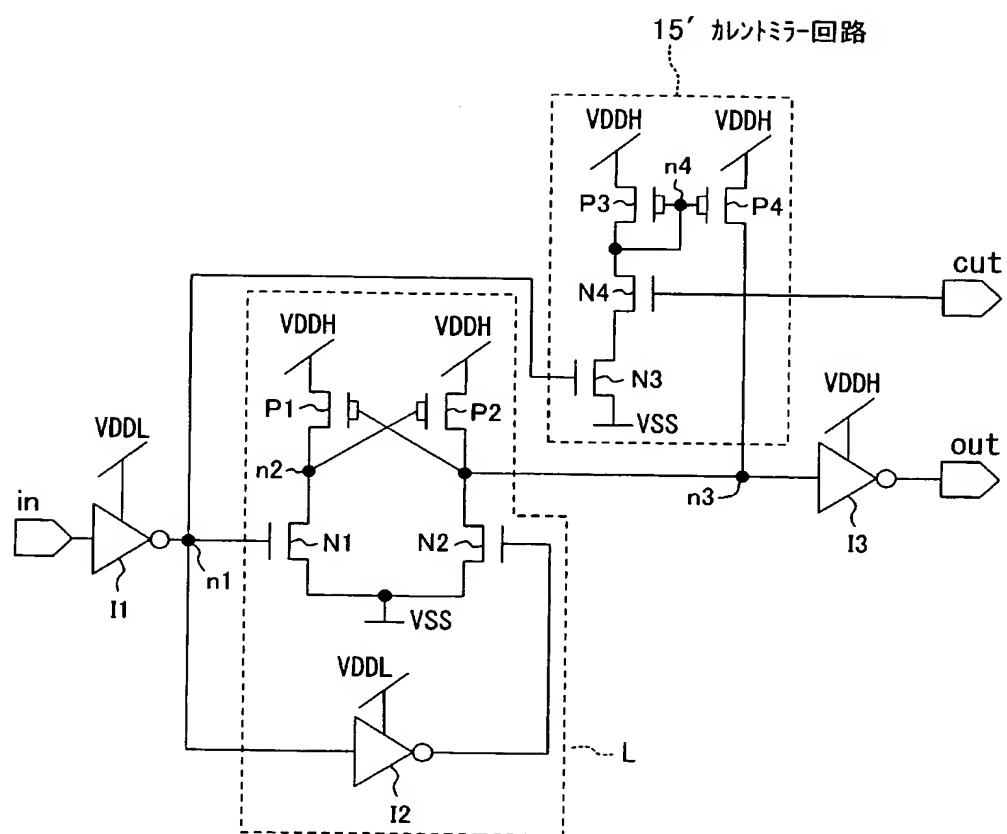 15′ カレントミラー回路
VDDH
VDDH
n4
P3
P4
N4
cut
VDDH
VDDH
N3
P1
P2
VSS
VDDH
VDDL
n2
out
in
n3
N1
N2
I3
n1
I1
VSS
VDDL
L
I2